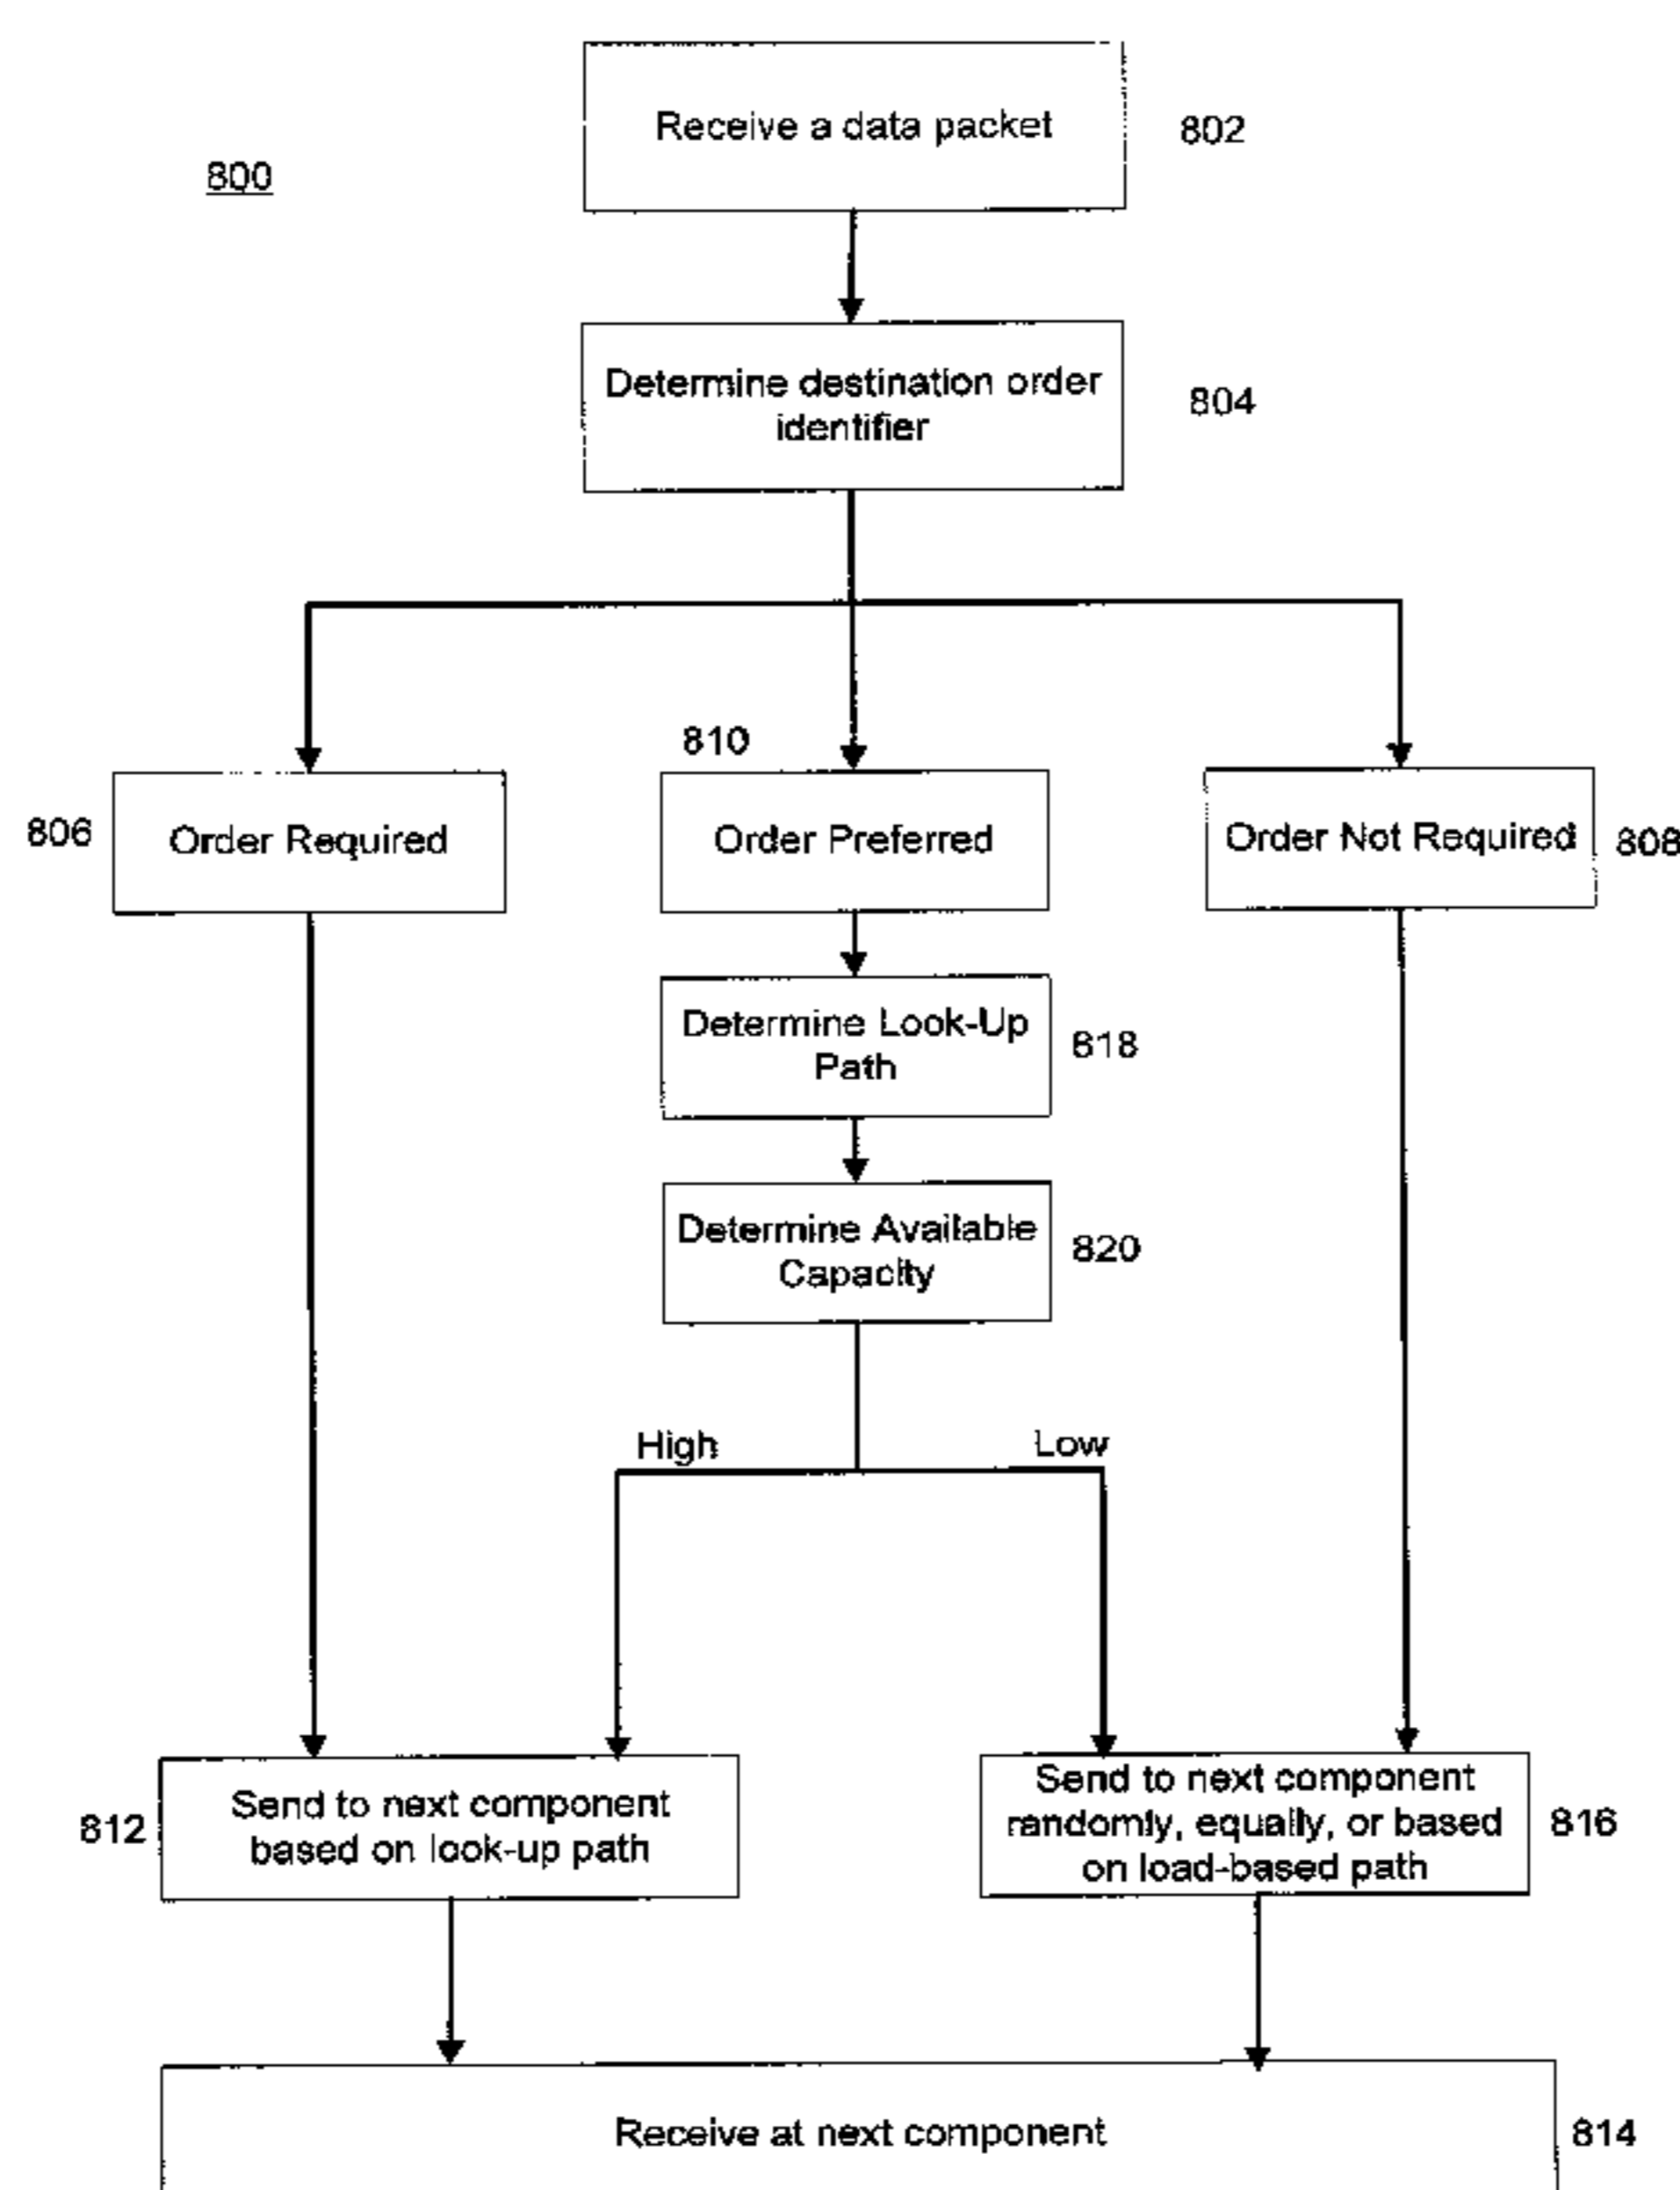 Receive a data packet
802
800
Determine destination order
identifier
804
810
806
Order Required
Order Preferred
Order Not Required
808
Determine Look-Up
Path
818
Determine Available
Capacity
820
High
Low
812
Send to next component
based on look-up path
Send to next component
randomly, equally, or based
on load-based path
816
Receive at next component
814